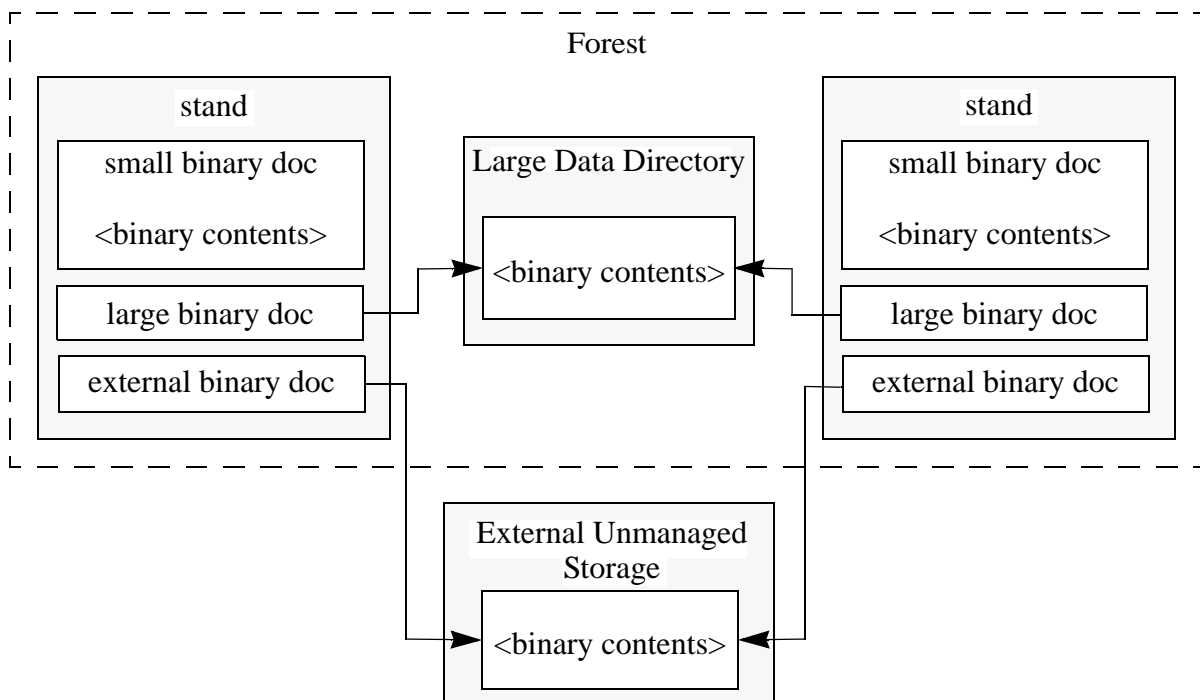 Forest
stand
small binary doc
<binary contents>
large binary doc
external binary doc
Large Data Directory
<binary contents>
stand
small binary doc
<binary contents>
large binary doc
external binary doc
External Unmanaged
Storage
<binary contents>